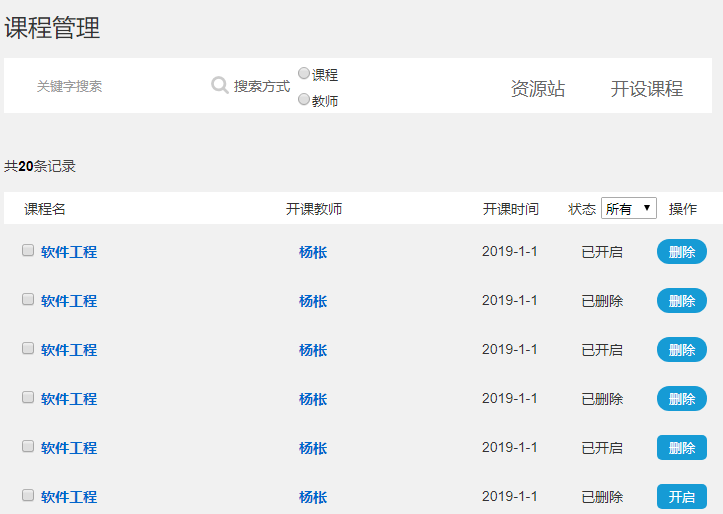 课程管理
关键字搜索 搜索方式 课程 资源站 开设课程
教师
共20条记录
课程名 开课教师 开课时间 状态 所有 操作
软件工程 杨枨 2019-1-1 已开启 删除
软件工程 杨枨 2019-1-1 已删除 删除
软件工程 杨枨 2019-1-1 已开启 删除
软件工程 杨枨 2019-1-1 已删除 删除
软件工程 杨枨 2019-1-1 已开启 删除
软件工程 杨枨 2019-1-1 已删除 开启